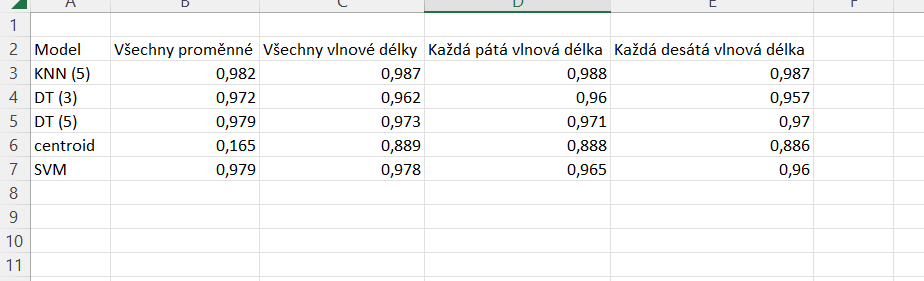 A B C D E F
1
2 Model Všechny proměnné Všechny vlnové délky Každá pátá vlnová délka Každá desátá vlnová délka
3 KNN (5) 0,982 0,987 0,988 0,987
4 DT (3) 0,972 0,962 0,96 0,957
5 DT (5) 0,979 0,973 0,971 0,97
6 centroid 0,165 0,889 0,888 0,886
7 SVM 0,979 0,978 0,965 0,96
8
9
10
11